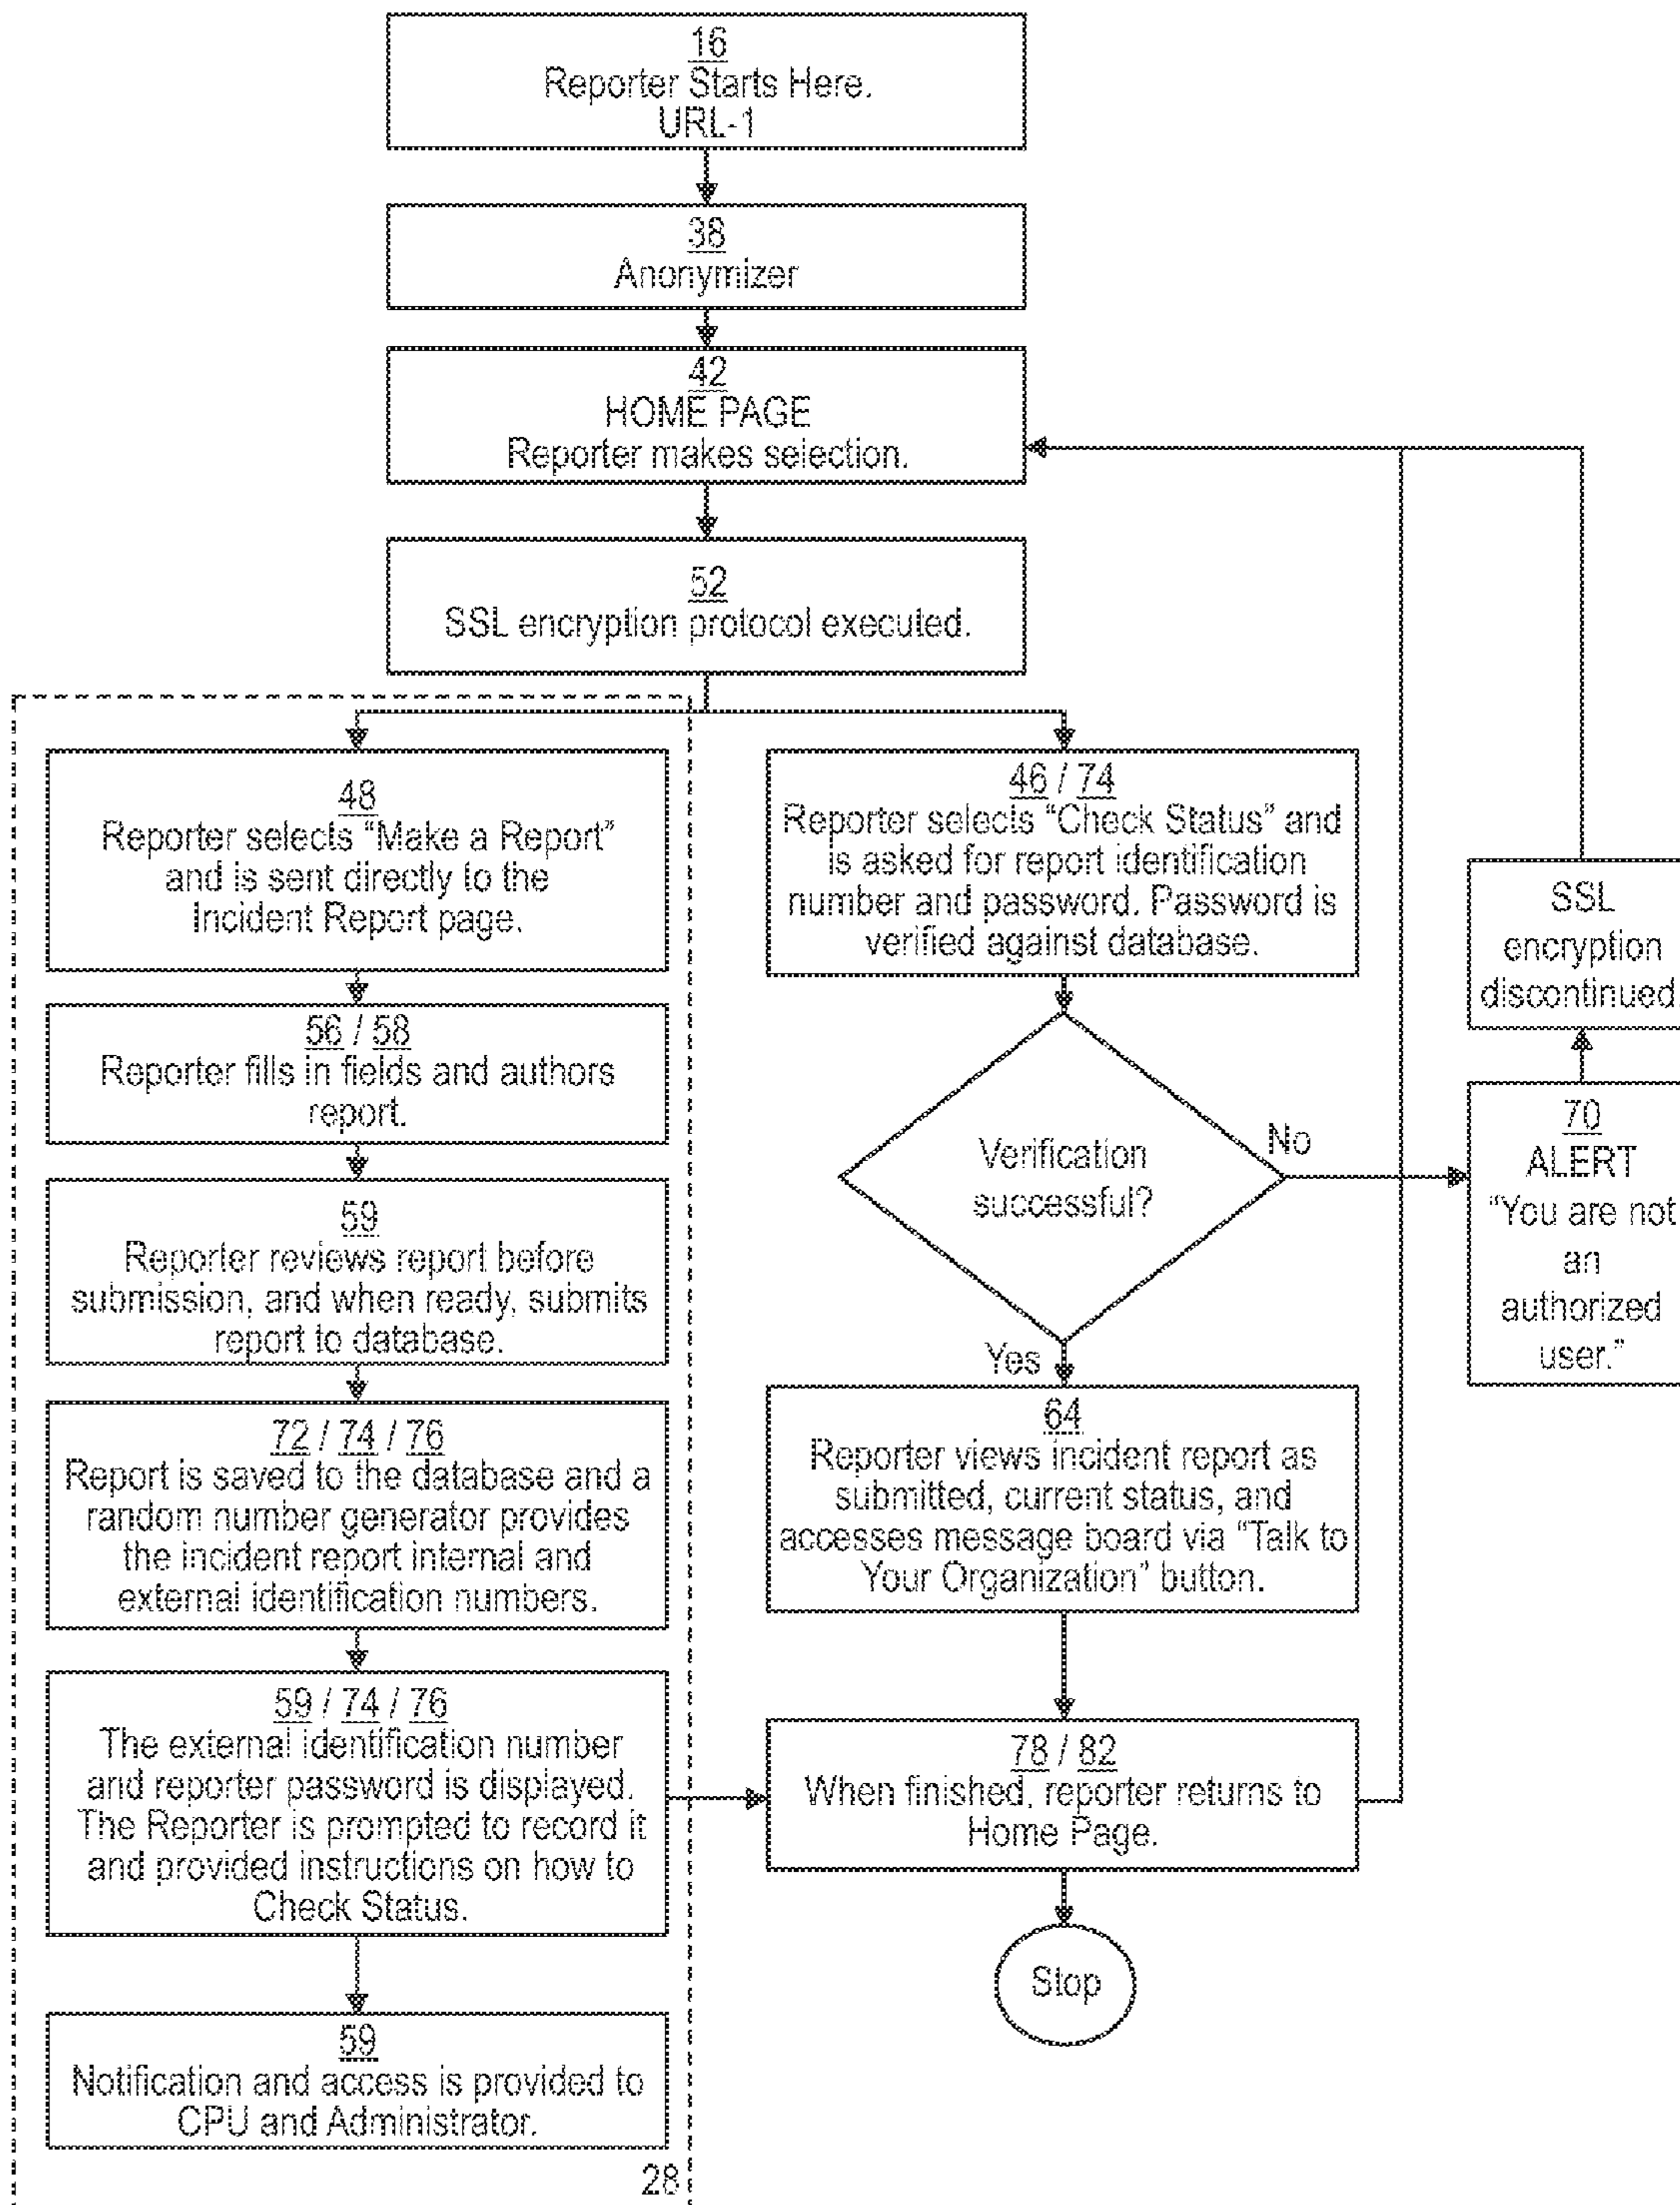 16
Reporter Starts Here.
URL-1
38
Anonymizer
42
HOME PAGE
Reporter makes selection.
52
SSL encryption protocol executed.
48
Reporter selects “Make a Report”
and is sent directly to the
Incident Report page.
56 / 58
Reporter fills in fields and authors
report.
59
Reporter reviews report before
submission, and when ready, submits
report to database.
72 / 74 / 76
Report is saved to the database and a
random number generator provides
the incident report internal and
external identification numbers.
59 / 74 / 76
The external identification number
and reporter password is displayed.
The Reporter is prompted to record it
and provided instructions on how to
Check Status.
59
Notification and access is provided to
CPU and Administrator.
28
46 / 74
Reporter selects “Check Status” and
is asked for report identification
number and password. Password is
verified against database.
Verification
successful?
No
Yes
64
Reporter views incident report as
submitted, current status, and
accesses message board via “Talk to
Your Organization” button.
78 / 82
When finished, reporter returns to
Home Page.
Stop
SSL
encryption
discontinued.
70
ALERT
“You are not
an
authorized
user.”